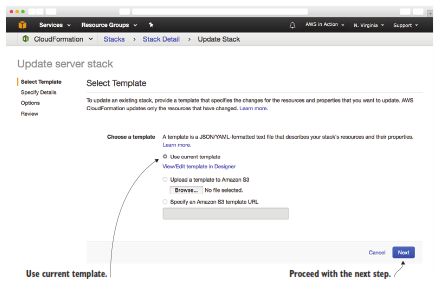 Services Resource Groups AWS in Action N. Virginia Support
CloudFormation Stacks > Stack Detail > Update Stack
Update server stack
Select Template
Specify Details
Options
Review
Select Template
To update an existing stack, provide a template that specifies the changes for the resources and properties that you want to update. AWS
CloudFormation updates only the resources that have changed. Learn more.
Choose a template A template is a JSON/YAML-formatted text file that describes your stack's resources and their properties.
Learn more.
Use current template
View/Edit template in Designer
Upload a template to Amazon S3
Browse... No file selected.
Specify an Amazon S3 template URL
Cancel Next
Use current template. Proceed with the next step.